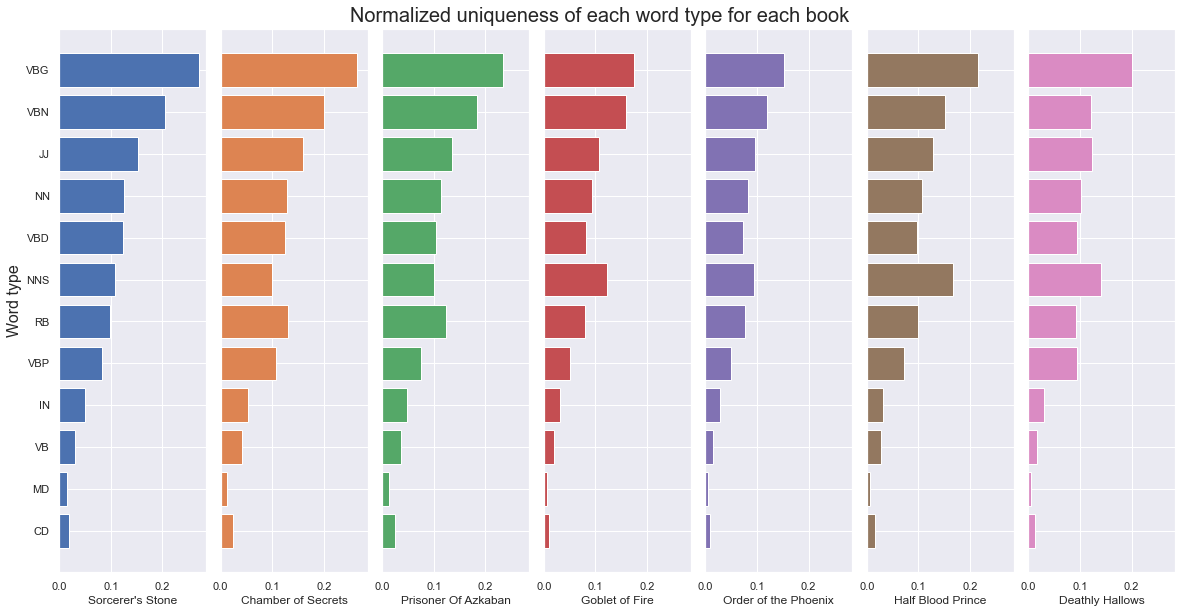 Normalized uniqueness of each word type for each book
Word type
VBG
VBN
JJ
NN
VBD
NNS
RB
VBP
IN
VB
MD
CD
0.0 0.1 0.2 0.0 0.1 0.2 0.0 0.1 0.2 0.0 0.1 0.2 0.0 0.1 0.2 0.0 0.1 0.2 0.0 0.1 0.2
Sorcerer's Stone Chamber of Secrets Prisoner Of Azkaban Goblet of Fire Order of the Phoenix Half Blood Prince Deathly Hallows